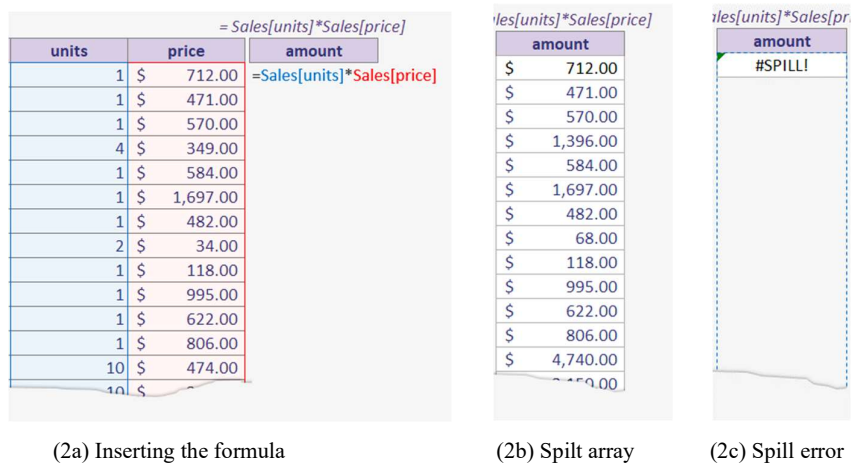 = Sales[units]*Sales[price]
units price amount
1 $ 712.00 =Sales[units]*Sales[price]
1 $ 471.00
1 $ 570.00
4 $ 349.00
1 $ 584.00
1 $ 1,697.00
1 $ 482.00
2 $ 34.00
1 $ 118.00
1 $ 995.00
1 $ 622.00
1 $ 806.00
10 $ 474.00
10 $
les[units]*Sales[price]
amount
$ 712.00
$ 471.00
$ 570.00
$ 1,396.00
$ 584.00
$ 1,697.00
$ 482.00
$ 68.00
$ 118.00
$ 995.00
$ 622.00
$ 806.00
$ 4,740.00
ales[units]*Sales[pr
amount
#SPILL!
(2a) Inserting the formula
(2b) Spilt array
(2c) Spill error